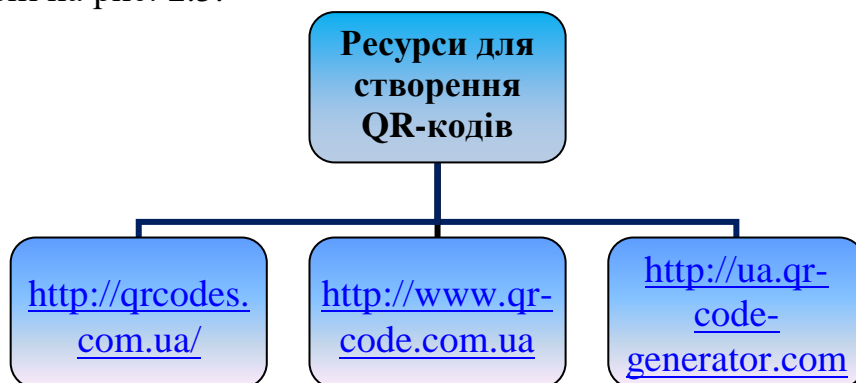 на рис. 2.3.
Ресурси для
створення
QR-кодів
http://qrcodes.
com.ua/
http://www.qr-
code.com.ua
http://ua.qr-
code-
generator.com